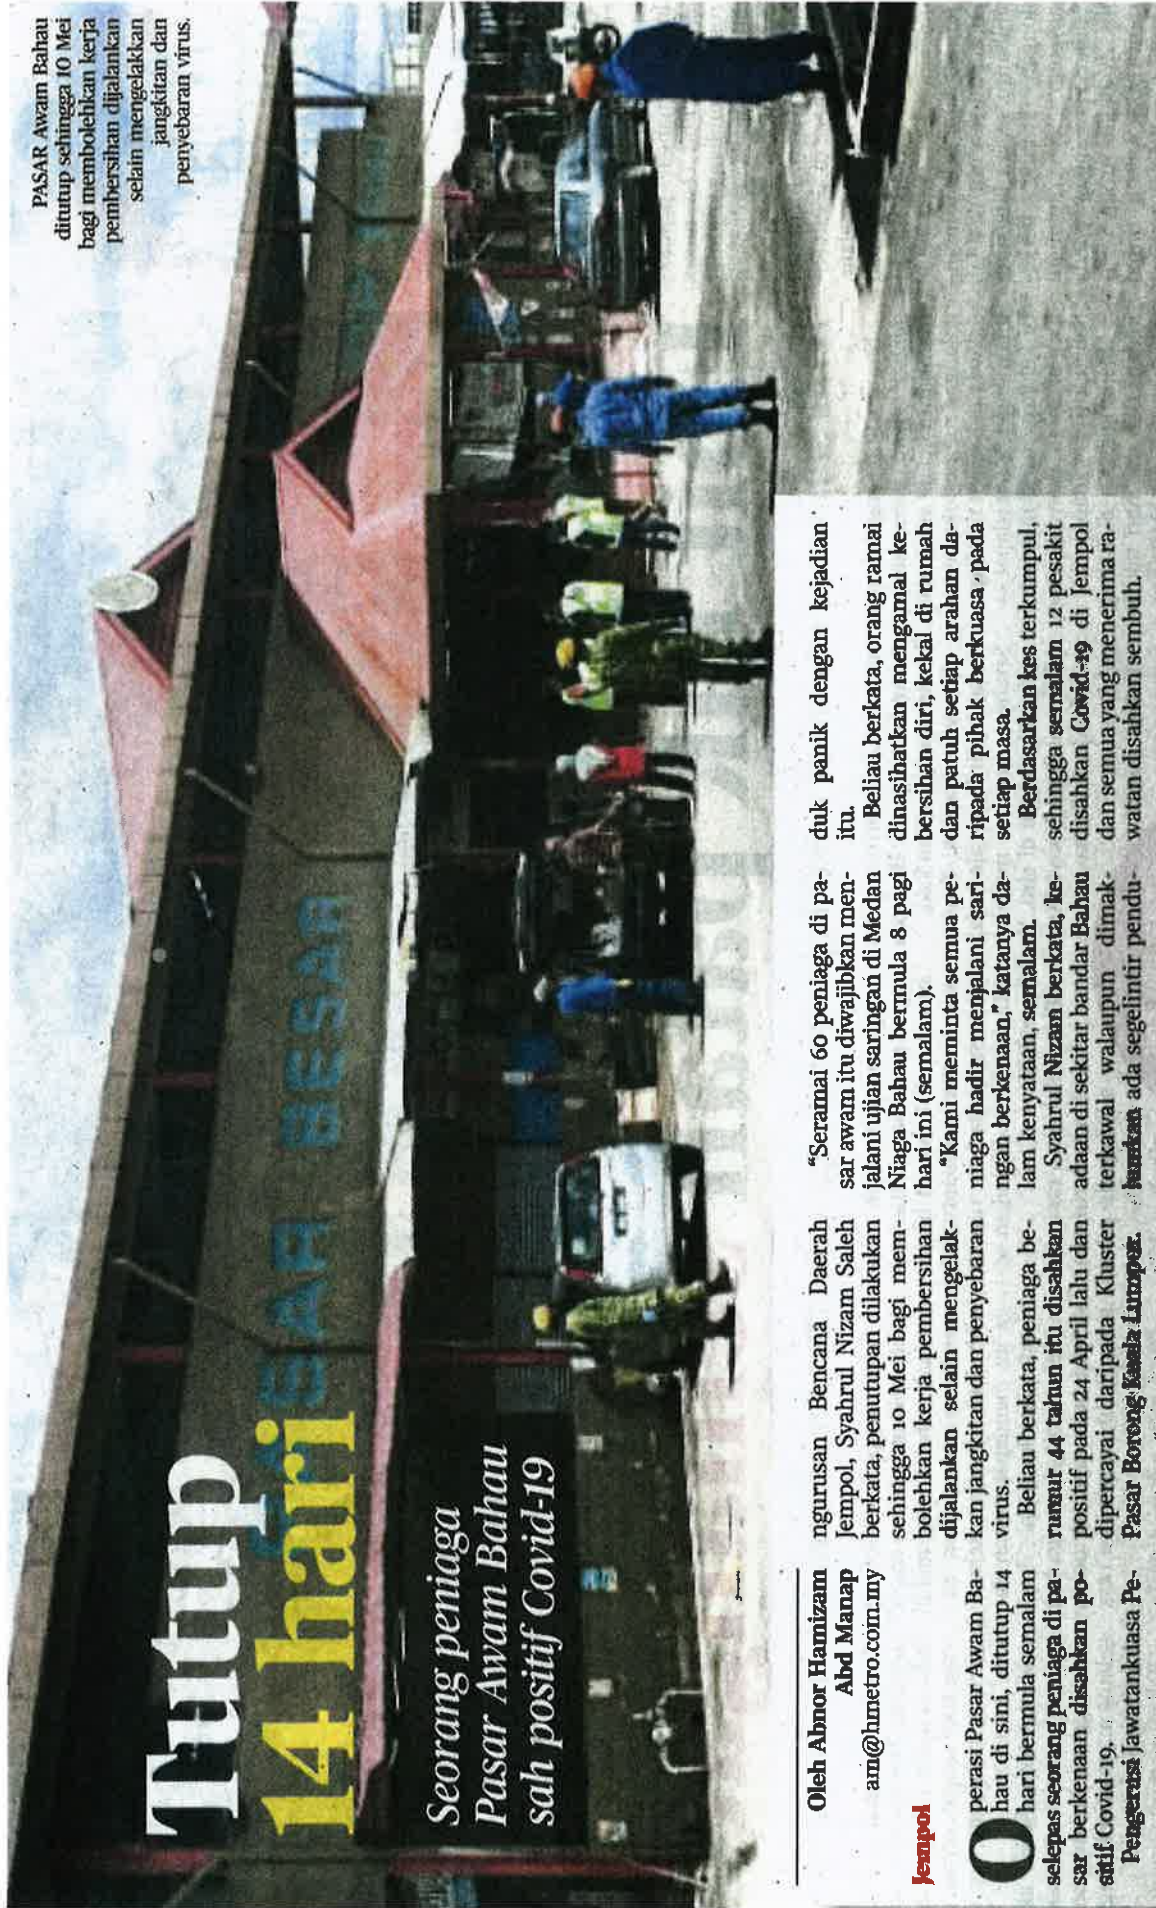 PASAR Awam Bahau
ditutup sehingga 10 Mei
bagi membolehkan kerja
pembersihan dijalankan
selain mengelakkan
jangkitan dan
penyebaran virus.
PASAR BESAR
Tutup
14 hari
Seorang peniaga
Pasar Awam Bahau
sah positif Covid-19
Oleh Abnor Hamizam
Abd Manap
am@hmetro.com.my
Jempol
Operasi Pasar Awam Ba-
hau di sini, ditutup 14
hari bermula semalam
selepas seorang peniaga di pa-
sar berkenaan disahkan po-
sitif Covid-19.
Pengerusi Jawatankuasa Pe-
ngurusan Bencana Daerah
Jempol, Syahrul Nizam Saleh
berkata, penutupan dilakukan
sehingga 10 Mei bagi mem-
bolehkan kerja pembersihan
dijalankan selain mengelak-
kan jangkitan dan penyebaran
virus.
Beliau berkata, peniaga be-
rumur 44 tahun itu disahkan
positif pada 24 April lalu dan
dipercayai daripada Kluster
Pasar Borong Kuala Lumpur.
"Seramai 60 peniaga di pa-
sar awam itu diwajibkan men-
jalani ujian saringan di Medan
Niaga Bahau bermula 8 pagi
hari ini (semalam).
"Kami meminta semua pe-
niaga hadir menjalani sari-
ngan berkenaan," katanya da-
lam kenyataan, semalam.
Syahrul Nizam berkata, ke-
adaan di sekitar bandar Bahau
terkawal walaupun dimak-
lumkan ada segelintir pendu-
duk panik dengan kejadian
itu.
Beliau berkata, orang ramai
dinasihatkan mengamal ke-
bersihan diri, kekal di rumah
dan patuh setiap arahan da-
ripada pihak berkuasa pada
setiap masa.
Berdasarkan kes terkumpul,
sehingga semalam 12 pesakit
disahkan Covid-19 di Jempol
dan semua yang menerima ra-
watan disahkan sembuh.